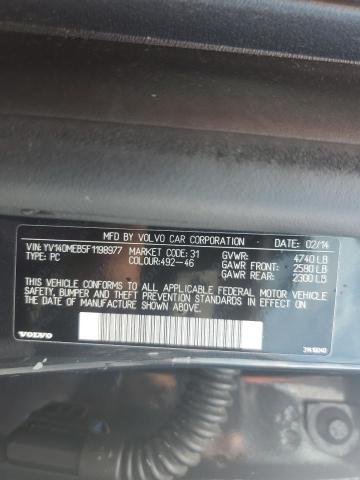 MFD BY VOLVO CAR CORPORATION DATE: 02/14
VIN: YV140MEB5F1198977 MARKET CODE: 31 GVWR: 4740 LB
TYPE: PC COLOUR:492-46 GAWR FRONT: 2580 LB
GAWR REAR: 2300 LB
THIS VEHICLE CONFORMS TO ALL APPLICABLE FEDERAL MOTOR VEHICLE
SAFETY, BUMPER AND THEFT PREVENTION STANDARDS IN EFFECT ON THE
DATE OF MANUFACTURE SHOWN ABOVE.
VOLVO